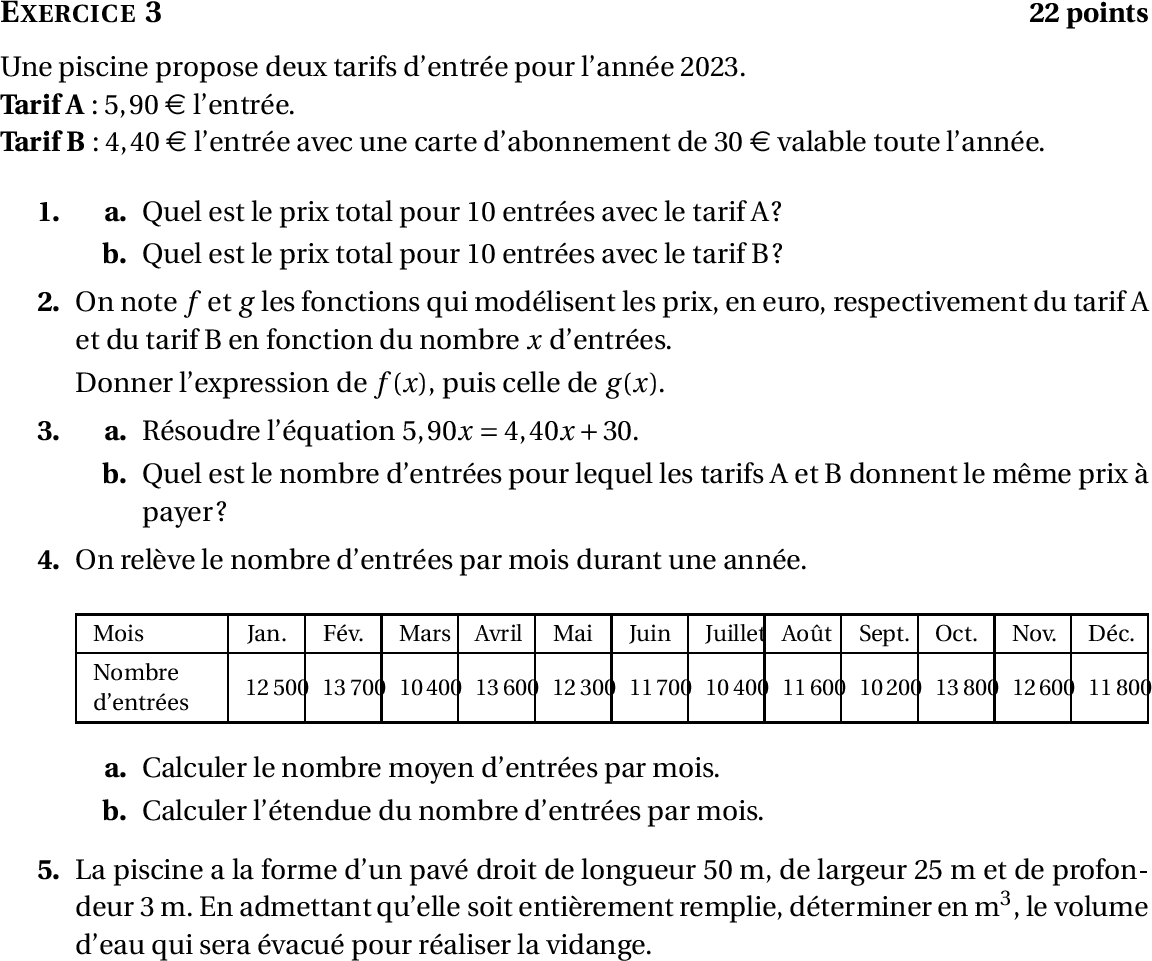 EXERCICE 3 22 points
Une piscine propose deux tarifs d'entrée pour l'année 2023.
Tarif A : 5,90 € l'entrée.
Tarif B : 4,40 € l'entrée avec une carte d'abonnement de 30 € valable toute l'année.
1. a. Quel est le prix total pour 10 entrées avec le tarif A?
b. Quel est le prix total pour 10 entrées avec le tarif B?
2. On note f et g les fonctions qui modélisent les prix, en euro, respectivement du tarif A
et du tarif B en fonction du nombre x d'entrées.
Donner l'expression de f(x), puis celle de g(x).
3. a. Résoudre l'équation 5,90x = 4,40x + 30.
b. Quel est le nombre d'entrées pour lequel les tarifs A et B donnent le même prix à
payer?
4. On relève le nombre d'entrées par mois durant une année.
Mois Jan. Fév. Mars Avril Mai Juin Juillet Août Sept. Oct. Nov. Déc.
Nombre
d'entrées 12 500 13 700 10 400 13 600 12 300 11 700 10 400 11 600 10 200 13 800 12 600 11 800
a. Calculer le nombre moyen d'entrées par mois.
b. Calculer l'étendue du nombre d'entrées par mois.
5. La piscine a la forme d'un pavé droit de longueur 50 m, de largeur 25 m et de profon-
deur 3 m. En admettant qu'elle soit entièrement remplie, déterminer en m³, le volume
d'eau qui sera évacué pour réaliser la vidange.